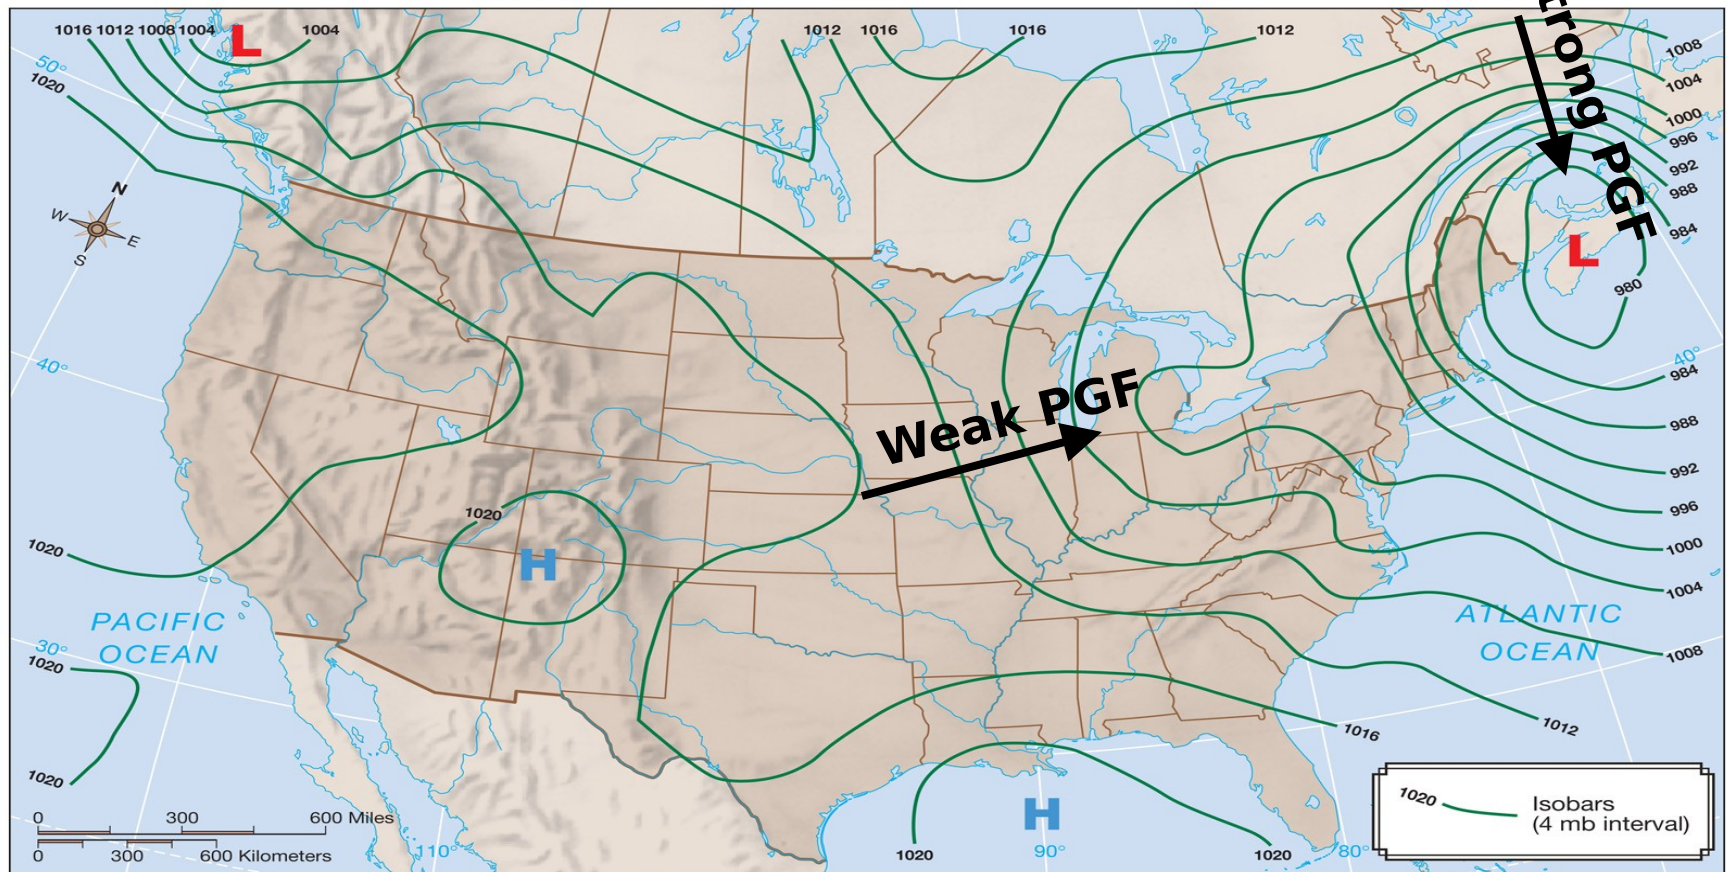 1016 1012 1008 1004 L 1004 1012 1016 1016 1012
trong PGF
1008
1004
1000
996
992
988
984
50°
1020
N
W
E
S
L
980
40°
40°
984
Weak PGF
988
992
996
1020
H
1020
1000
1004
PACIFIC
OCEAN
ATLANTIC
OCEAN
30°
1020
1008
1012
1016
1020
H
1020
Isobars
(4 mb interval)
0 300 600 Miles
0 300 600 Kilometers
110°
1020
90°
1020
80°